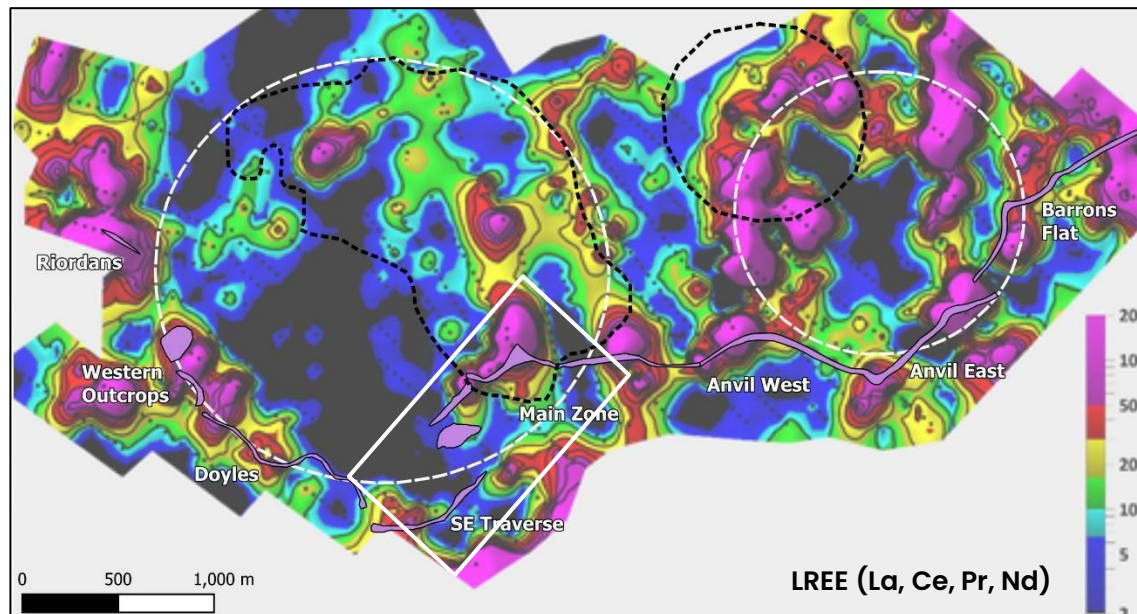 Riordans
Western
Outcrops
Doyles
SE Traverse
Main Zone
Anvil West
Anvil East
Barrons
Flat
0 500 1,000 m
LREE (La, Ce, Pr, Nd)
20
10
50
20
10
5